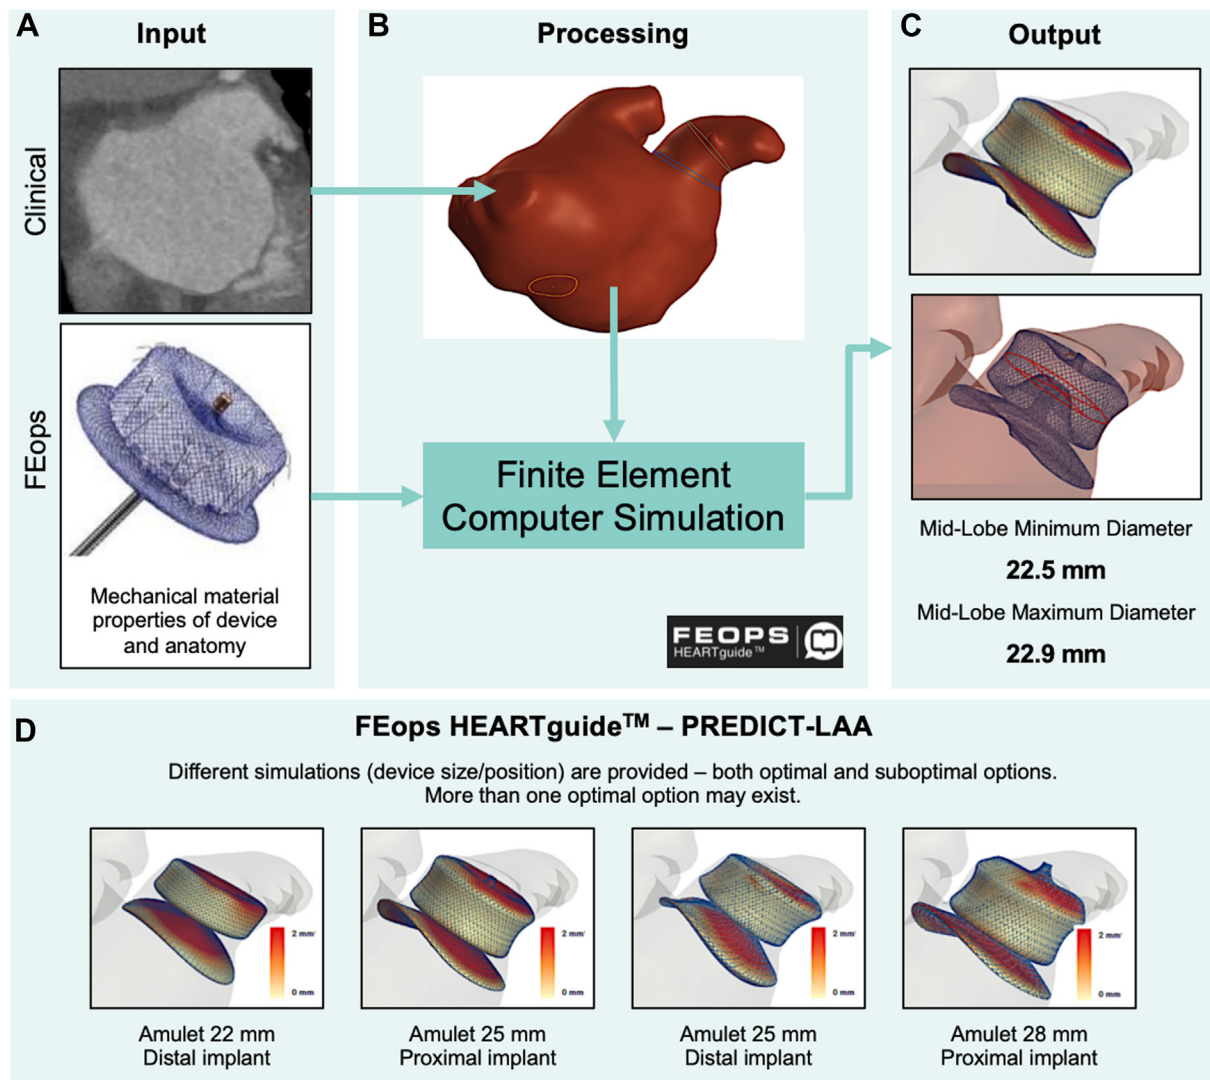 A
Input
Clinical
FEops
Mechanical material
properties of device
and anatomy
B
Processing
Finite Element
Computer Simulation
FEOPS
HEARTguide™
C
Output
Mid-Lobe Minimum Diameter
22.5 mm
Mid-Lobe Maximum Diameter
22.9 mm
D
FEops HEARTguide™ – PREDICT-LAA
Different simulations (device size/position) are provided – both optimal and suboptimal options.
More than one optimal option may exist.
2 mm
0 mm
Amulet 22 mm
Distal implant
2 mm
0 mm
Amulet 25 mm
Proximal implant
2 mm
0 mm
Amulet 25 mm
Distal implant
2 mm
0 mm
Amulet 28 mm
Proximal implant